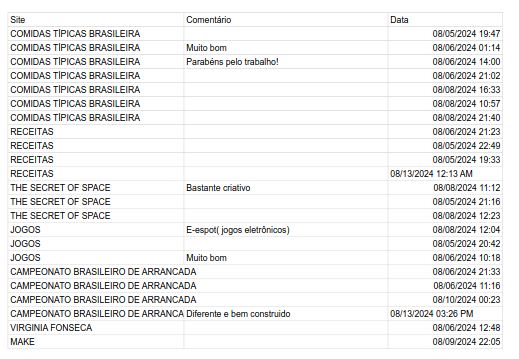 Site Comentário Data
COMIDAS TÍPICAS BRASILEIRA 08/05/2024 19:47
COMIDAS TÍPICAS BRASILEIRA Muito bom 08/06/2024 01:14
COMIDAS TÍPICAS BRASILEIRA Parabéns pelo trabalho! 08/06/2024 14:00
COMIDAS TÍPICAS BRASILEIRA 08/06/2024 21:02
COMIDAS TÍPICAS BRASILEIRA 08/08/2024 16:33
COMIDAS TÍPICAS BRASILEIRA 08/08/2024 10:57
COMIDAS TÍPICAS BRASILEIRA 08/08/2024 21:40
RECEITAS 08/06/2024 21:23
RECEITAS 08/05/2024 22:49
RECEITAS 08/05/2024 19:33
RECEITAS 08/13/2024 12:13 AM
THE SECRET OF SPACE Bastante criativo 08/08/2024 11:12
THE SECRET OF SPACE 08/05/2024 21:16
THE SECRET OF SPACE 08/08/2024 12:23
JOGOS E-espot( jogos eletrônicos) 08/08/2024 12:04
JOGOS 08/05/2024 20:42
JOGOS Muito bom 08/06/2024 10:18
CAMPEONATO BRASILEIRO DE ARRANCADA 08/06/2024 21:33
CAMPEONATO BRASILEIRO DE ARRANCADA 08/06/2024 11:16
CAMPEONATO BRASILEIRO DE ARRANCADA 08/10/2024 00:23
CAMPEONATO BRASILEIRO DE ARRANCA Diferente e bem construido 08/13/2024 03:26 PM
VIRGINIA FONSECA 08/06/2024 12:48
MAKE 08/09/2024 22:05